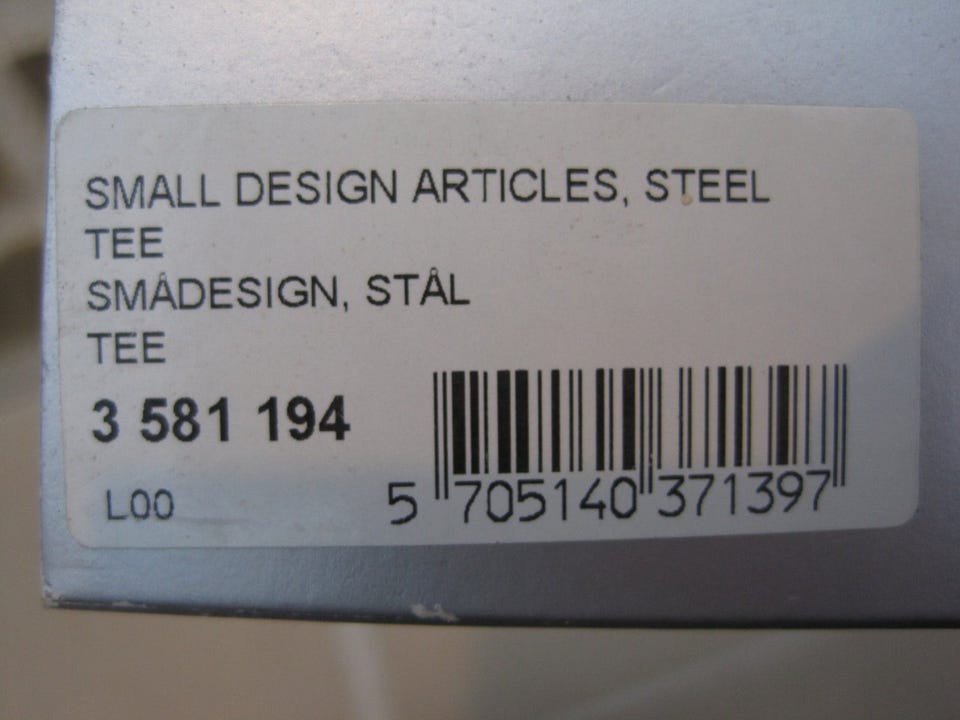 SMALL DESIGN ARTICLES, STEEL
TEE
SMÅDESIGN, STÅL
TEE
3 581 194
L00
5 705140 371397